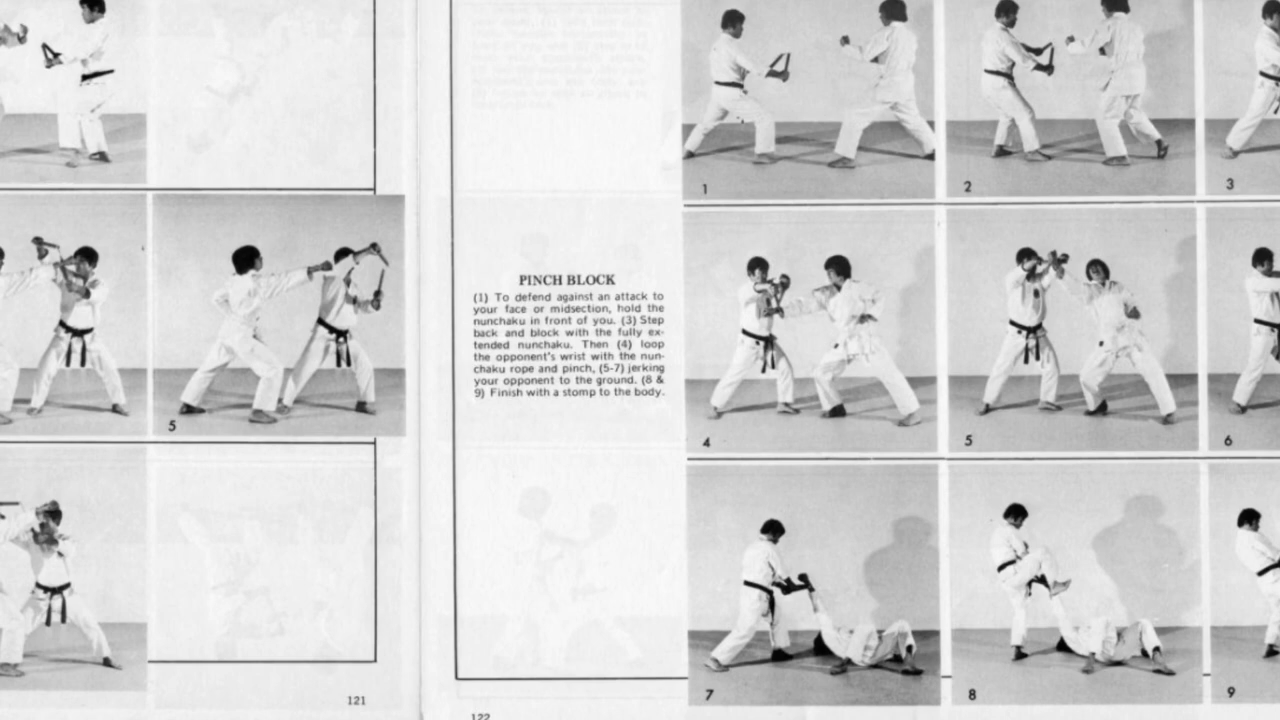 5
121
PINCH BLOCK
(1) To defend against an attack to
your face or midsection, hold the
nunchaku in front of you. (3) Step
back and block with the fully ex-
tended nunchaku. Then (4) loop
the opponent's wrist with the nun-
chaku rope and pinch, (5-7) jerking
your opponent to the ground. (8 &
9) Finish with a stomp to the body.
1
2
3
4
5
6
7
8
9
122